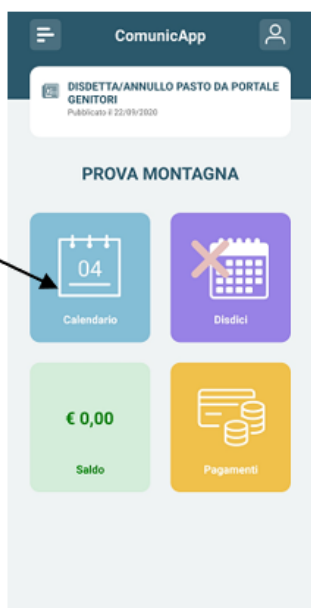 ComunicApp
DISDETTA/ANNULLO PASTO DA PORTALE
GENITORI
Pubblicato il 22/09/2020
PROVA MONTAGNA
04
Calendario
Disdici
€ 0,00
Saldo
Pagamenti